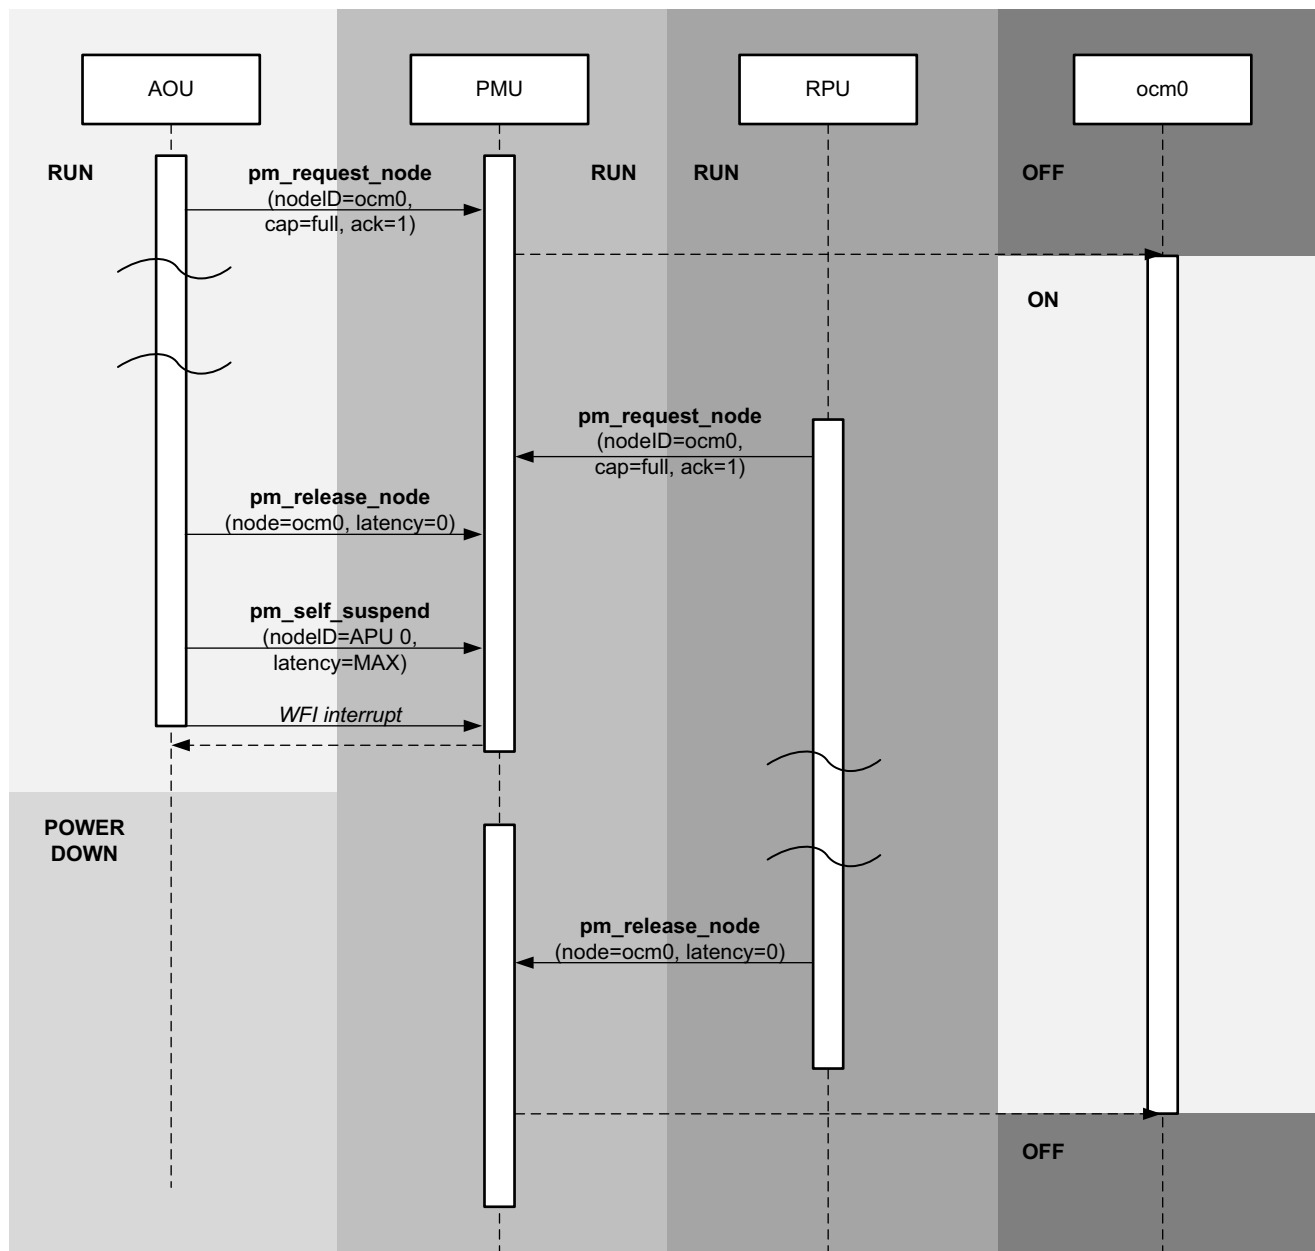 AOU
PMU
RPU
ocm0
RUN
pm_request_node
(nodeID=ocm0,
cap=full, ack=1)
RUN
RUN
OFF
ON
pm_request_node
(nodeID=ocm0,
cap=full, ack=1)
pm_release_node
(node=ocm0, latency=0)
pm_self_suspend
(nodeID=APU 0,
latency=MAX)
WFI interrupt
POWER
DOWN
pm_release_node
(node=ocm0, latency=0)
OFF